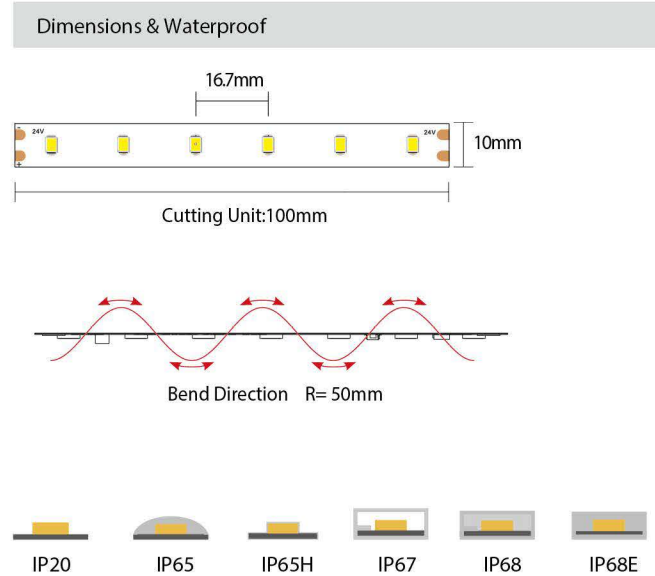 Dimensions & Waterproof
16.7mm
-
24V
24V
+
10mm
Cutting Unit:100mm
Bend Direction R= 50mm
IP20 IP65 IP65H IP67 IP68 IP68E